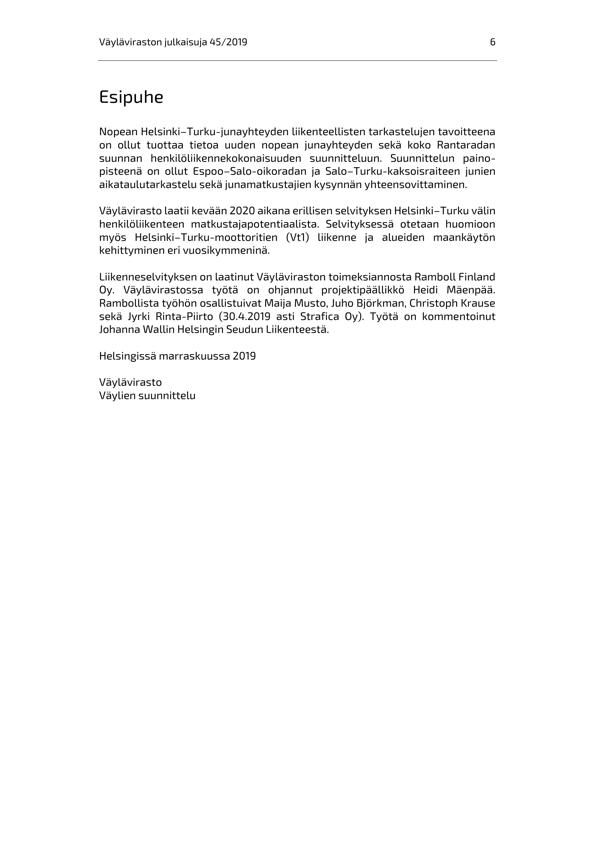 Väyläviraston julkaisuja 45/2019 6
Esipuhe
Nopean Helsinki–Turku-junayhteyden liikenteellisten tarkastelujen tavoitteena
on ollut tuottaa tietoa uuden nopean junayhteyden sekä koko Rantaradan
suunnan henkilöliikennekokonaisuuden suunnitteluun. Suunnittelun paino-
pisteenä on ollut Espoo–Salo-oikoradan ja Salo–Turku-kaksoisraiteen junien
aikataulutarkastelu sekä junamatkustajien kysynnän yhteensovittaminen.
Väylävirasto laatii kevään 2020 aikana erillisen selvityksen Helsinki–Turku välin
henkilöliikenteen matkustajapotentiaalista. Selvityksessä otetaan huomioon
myös Helsinki–Turku-moottoritien (Vt1) liikenne ja alueiden maankäytön
kehittyminen eri vuosikymmeninä.
Liikenneselvityksen on laatinut Väyläviraston toimeksiannosta Ramboll Finland
Oy. Väylävirastossa työtä on ohjannut projektipäällikkö Heidi Mäenpää.
Rambollista työhön osallistuivat Maija Musto, Juho Björkman, Christoph Krause
sekä Jyrki Rinta-Piirto (30.4.2019 asti Strafica Oy). Työtä on kommentoinut
Johanna Wallin Helsingin Seudun Liikenteestä.
Helsingissä marraskuussa 2019
Väylävirasto
Väylien suunnittelu